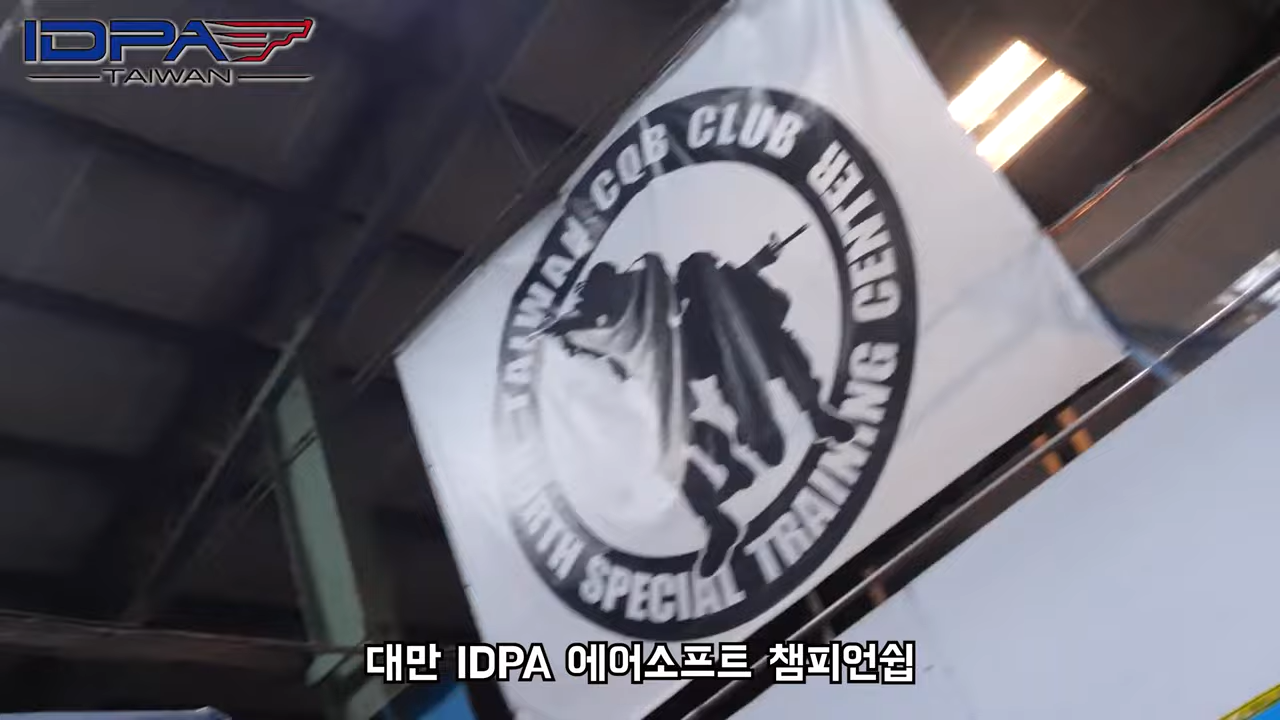 IDPA
TAIWAN
TAIWAN CQB CLUB
NORTH SPECIAL TRAINING CENTER
대만 IDPA 에어소프트 챔피언쉽